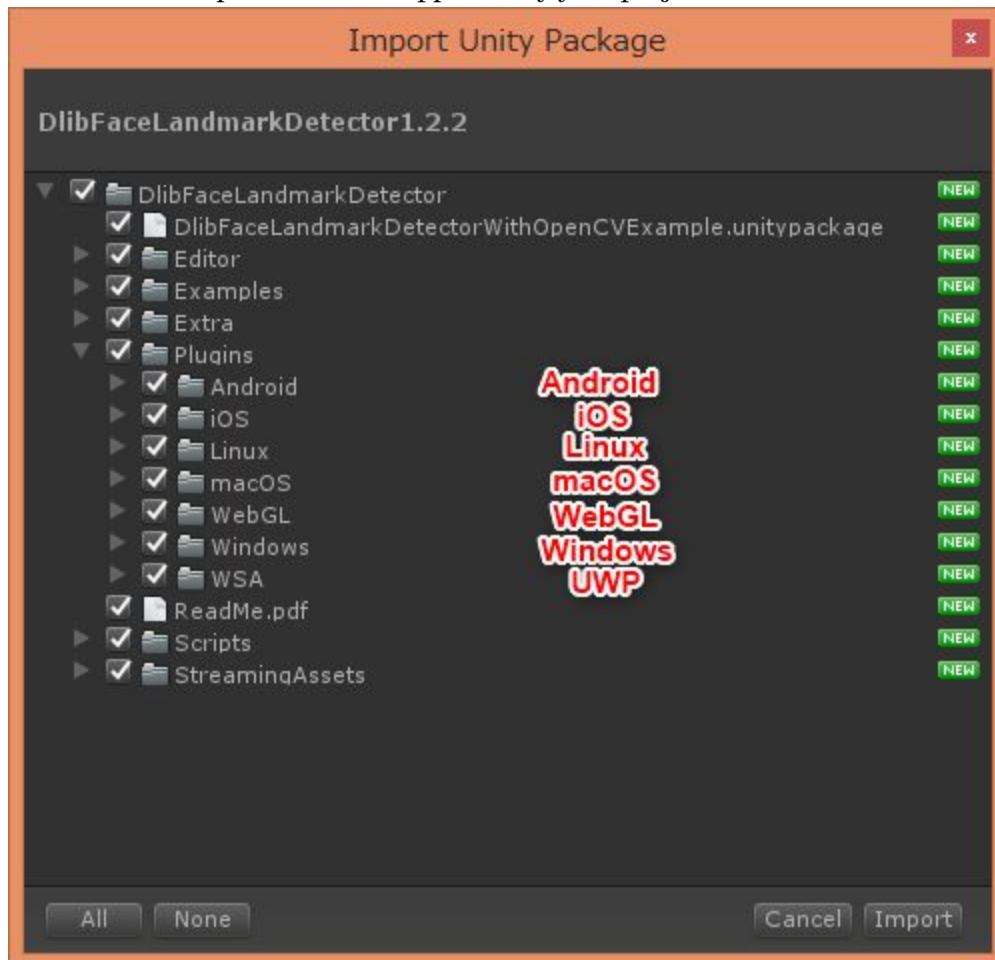 Import Unity Package
x
DlibFaceLandmarkDetector1.2.2
DlibFaceLandmarkDetector NEW
DlibFaceLandmarkDetectorWithOpenCVExample.unitypackage NEW
Editor NEW
Examples NEW
Extra NEW
Plugins NEW
Android Android NEW
iOS iOS NEW
Linux Linux NEW
macOS macOS NEW
WebGL WebGL NEW
Windows Windows NEW
WSA UWP NEW
ReadMe.pdf NEW
Scripts NEW
StreamingAssets NEW
All None Cancel Import